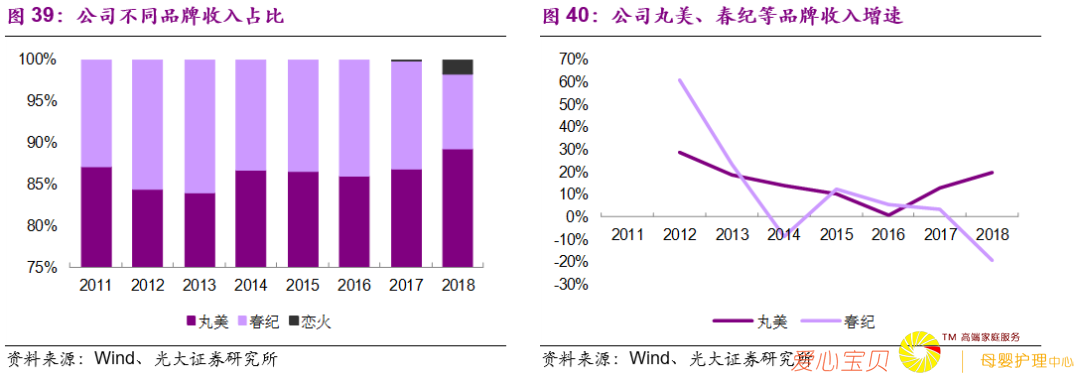 图 39：公司不同品牌收入占比
100%
95%
90%
85%
80%
75%
2011 2012 2013 2014 2015 2016 2017 2018
丸美 春纪 恋火
资料来源：Wind、光大证券研究所
图 40：公司丸美、春纪等品牌收入增速
70%
60%
50%
40%
30%
20%
10%
0%
-10%
-20%
-30%
2011 2012 2013 2014 2015 2016 2017 2018
丸美 春纪
资料来源：Wind、光大证券研究所
爱心宝贝
TM 高端家庭服务
母婴护理中心